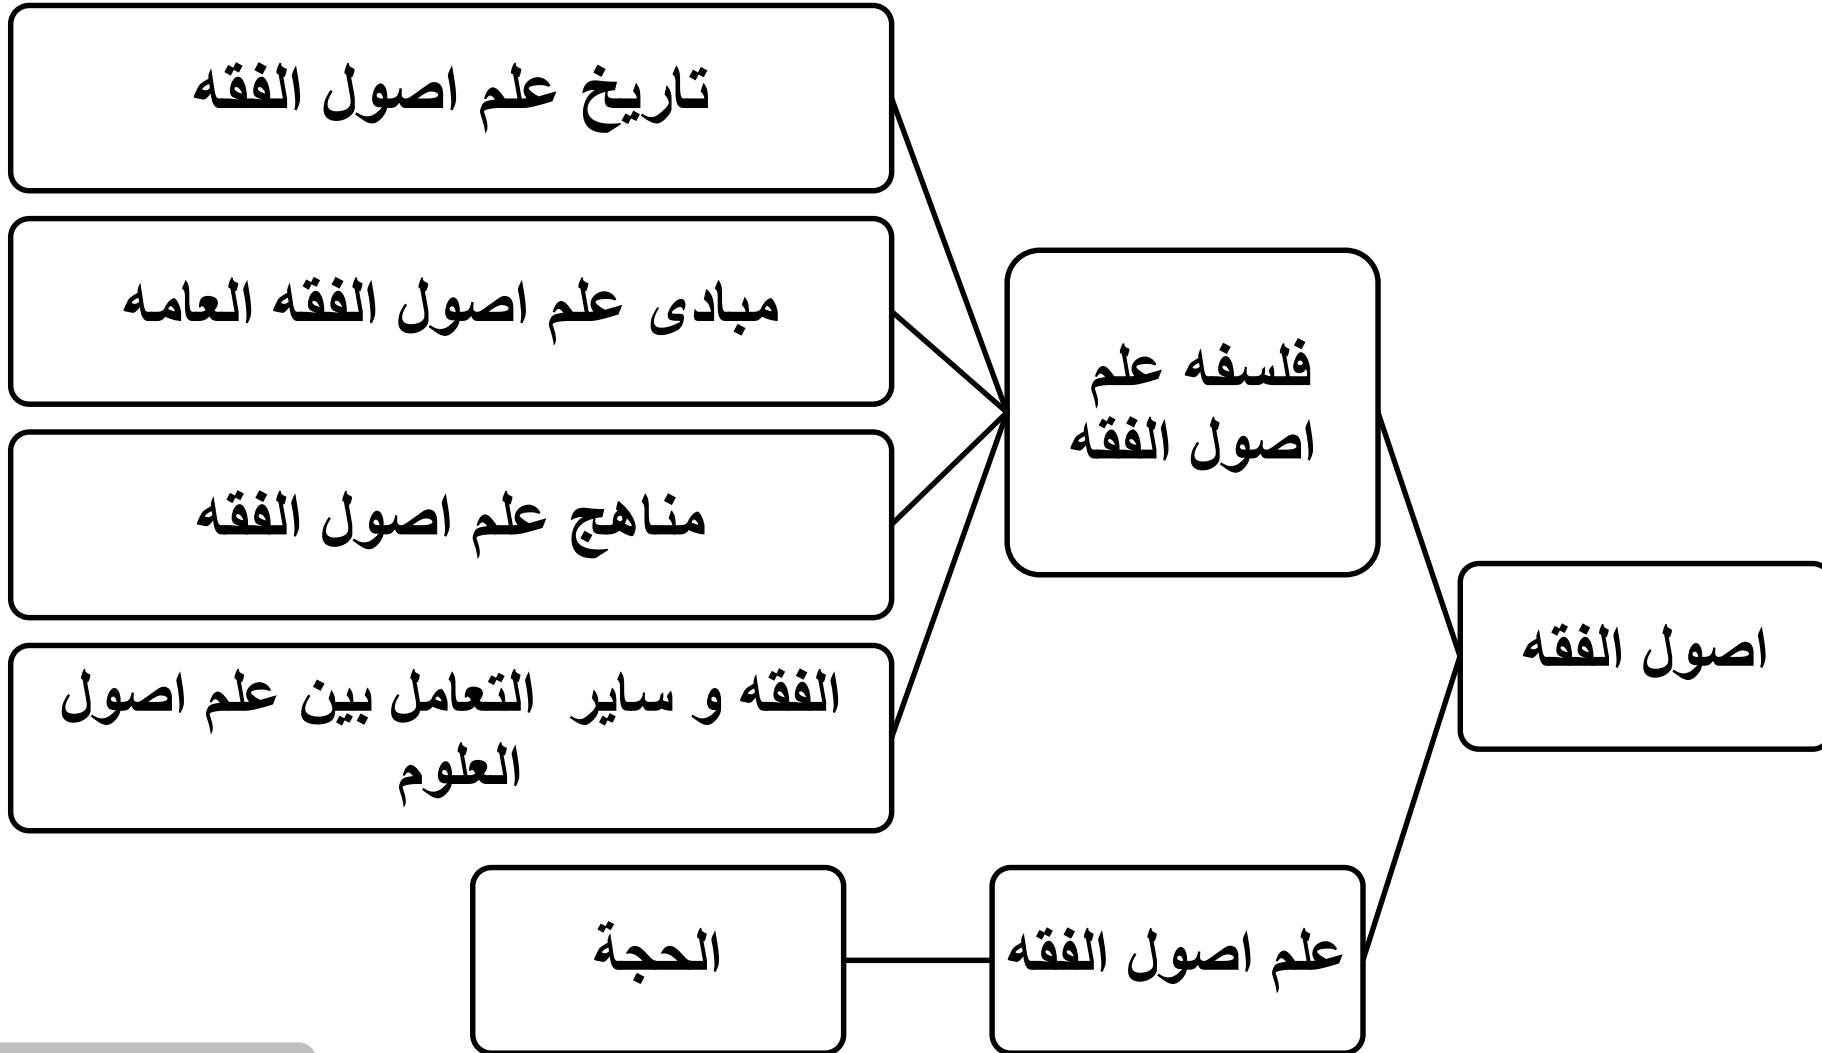 اصول الفقه
فلسفه علم
اصول الفقه
تاريخ علم اصول الفقه
مبادى علم اصول الفقه العامه
مناهج علم اصول الفقه
الفقه و ساير التعامل بين علم اصول
العلوم
علم اصول الفقه
الحجة